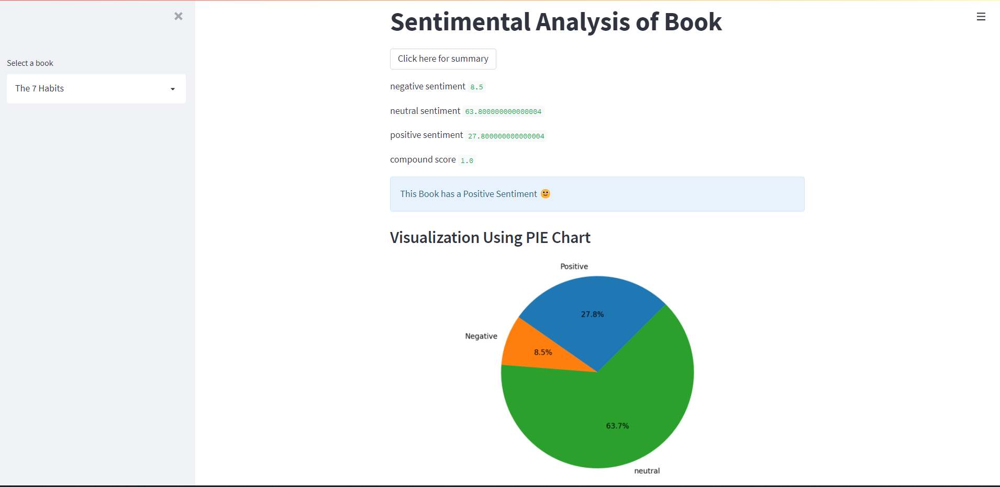 Select a book
The 7 Habits
Sentimental Analysis of Book
Click here for summary
negative sentiment 8.5
neutral sentiment 63.800000000000004
positive sentiment 27.800000000000004
compound score 1.0
This Book has a Positive Sentiment
Visualization Using PIE Chart
Positive
27.8%
Negative
8.5%
63.7%
neutral